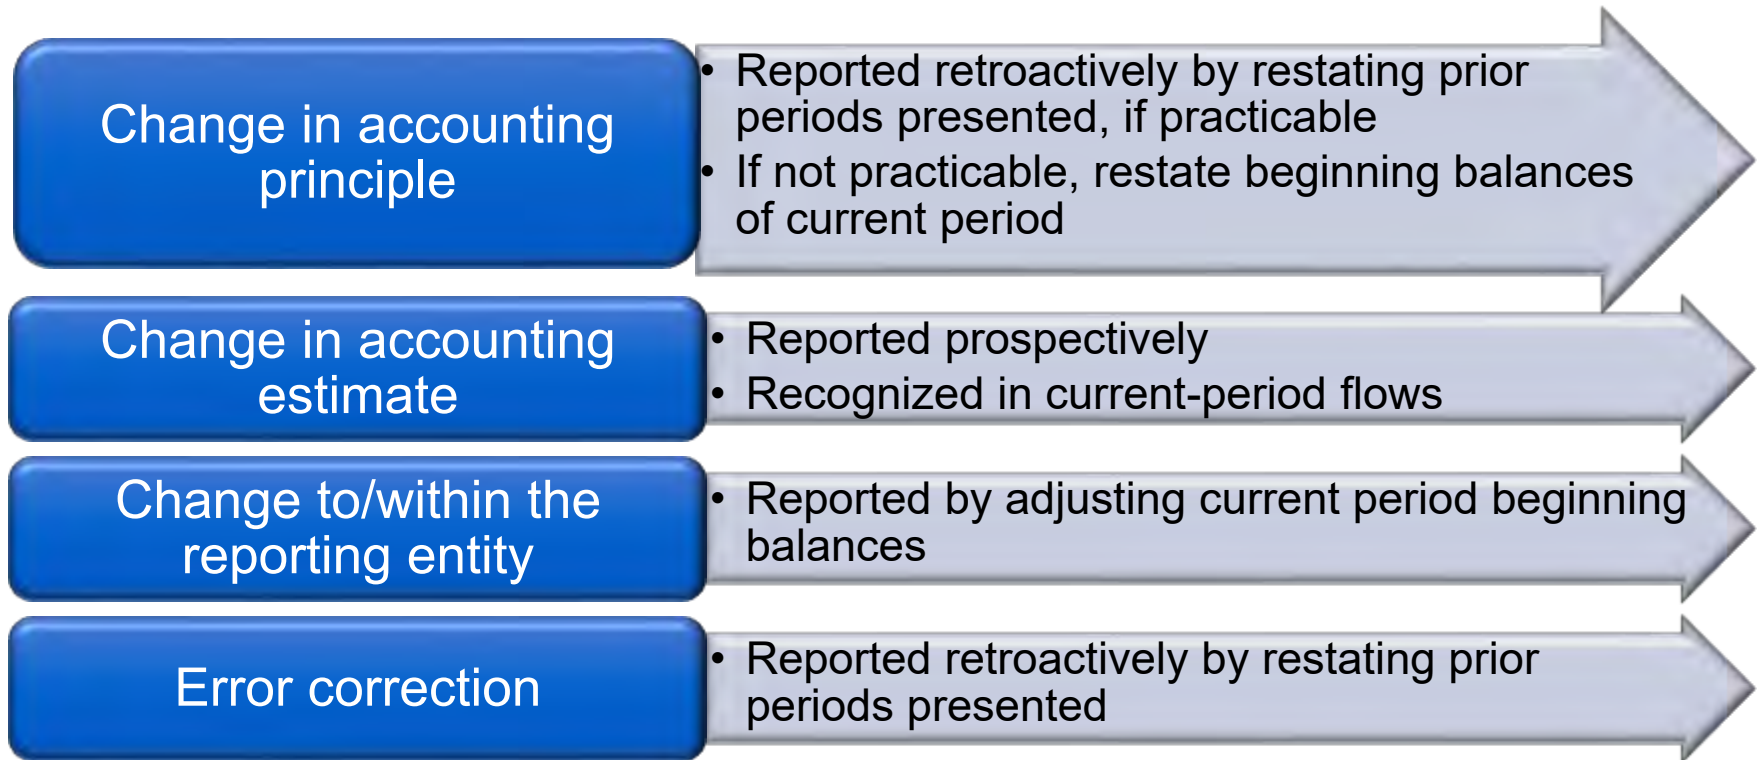 Change in accounting
principle
• Reported retroactively by restating prior
periods presented, if practicable
• If not practicable, restate beginning balances
of current period
Change in accounting
estimate
• Reported prospectively
• Recognized in current-period flows
Change to/within the
reporting entity
• Reported by adjusting current period beginning
balances
Error correction
• Reported retroactively by restating prior
periods presented